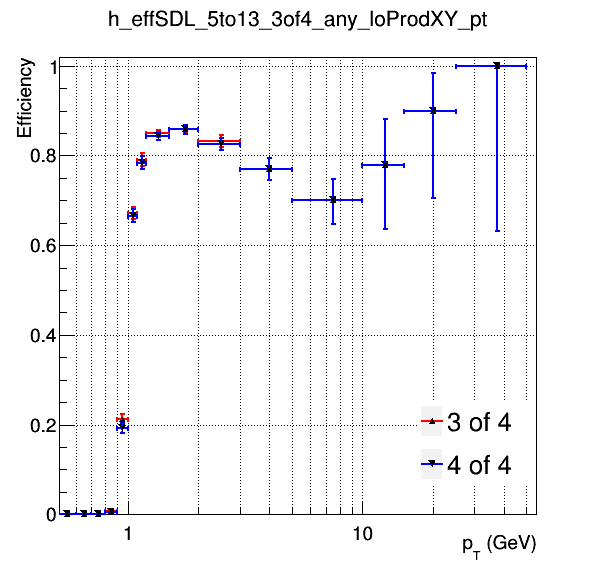 h_effSDL_5to13_3of4_any_loProdXY_pt
Efficiency
1
0.8
0.6
0.4
0.2
0
3 of 4
4 of 4
1
10
p_T (GeV)